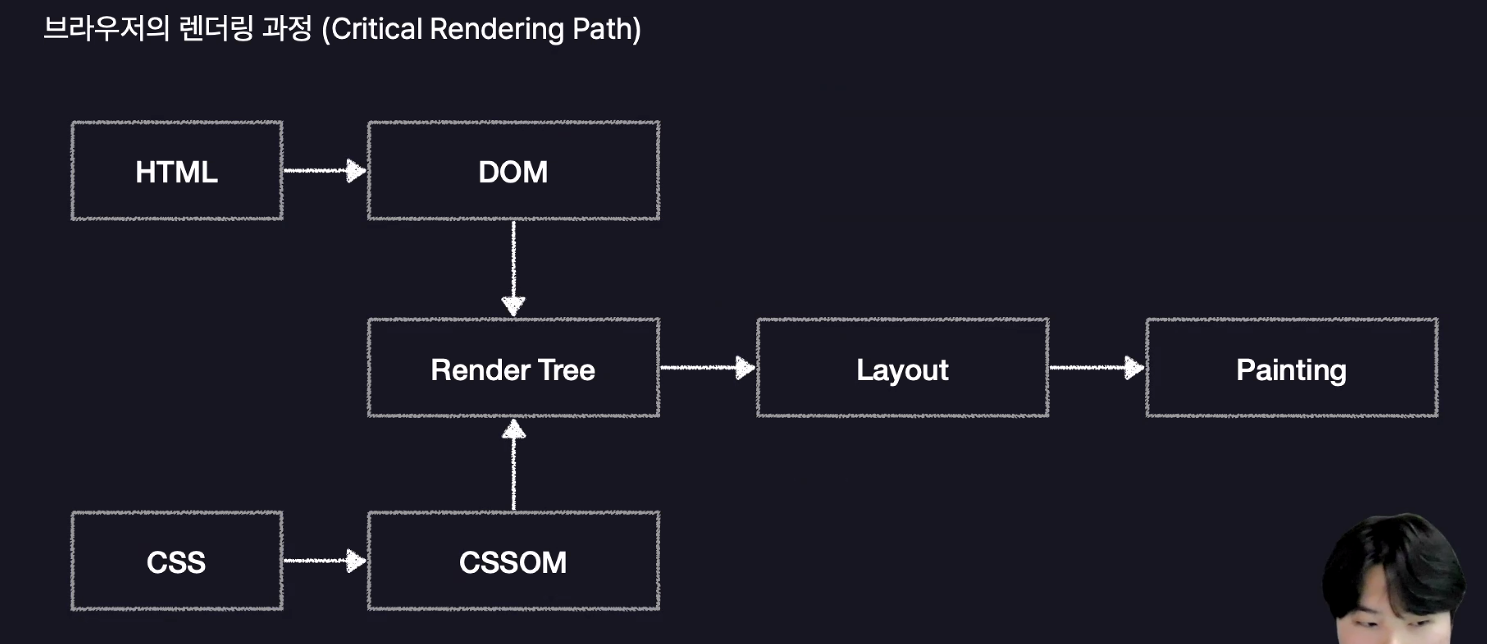 브라우저의 렌더링 과정 (Critical Rendering Path)
HTML
DOM
Render Tree
Layout
Painting
CSS
CSSOM